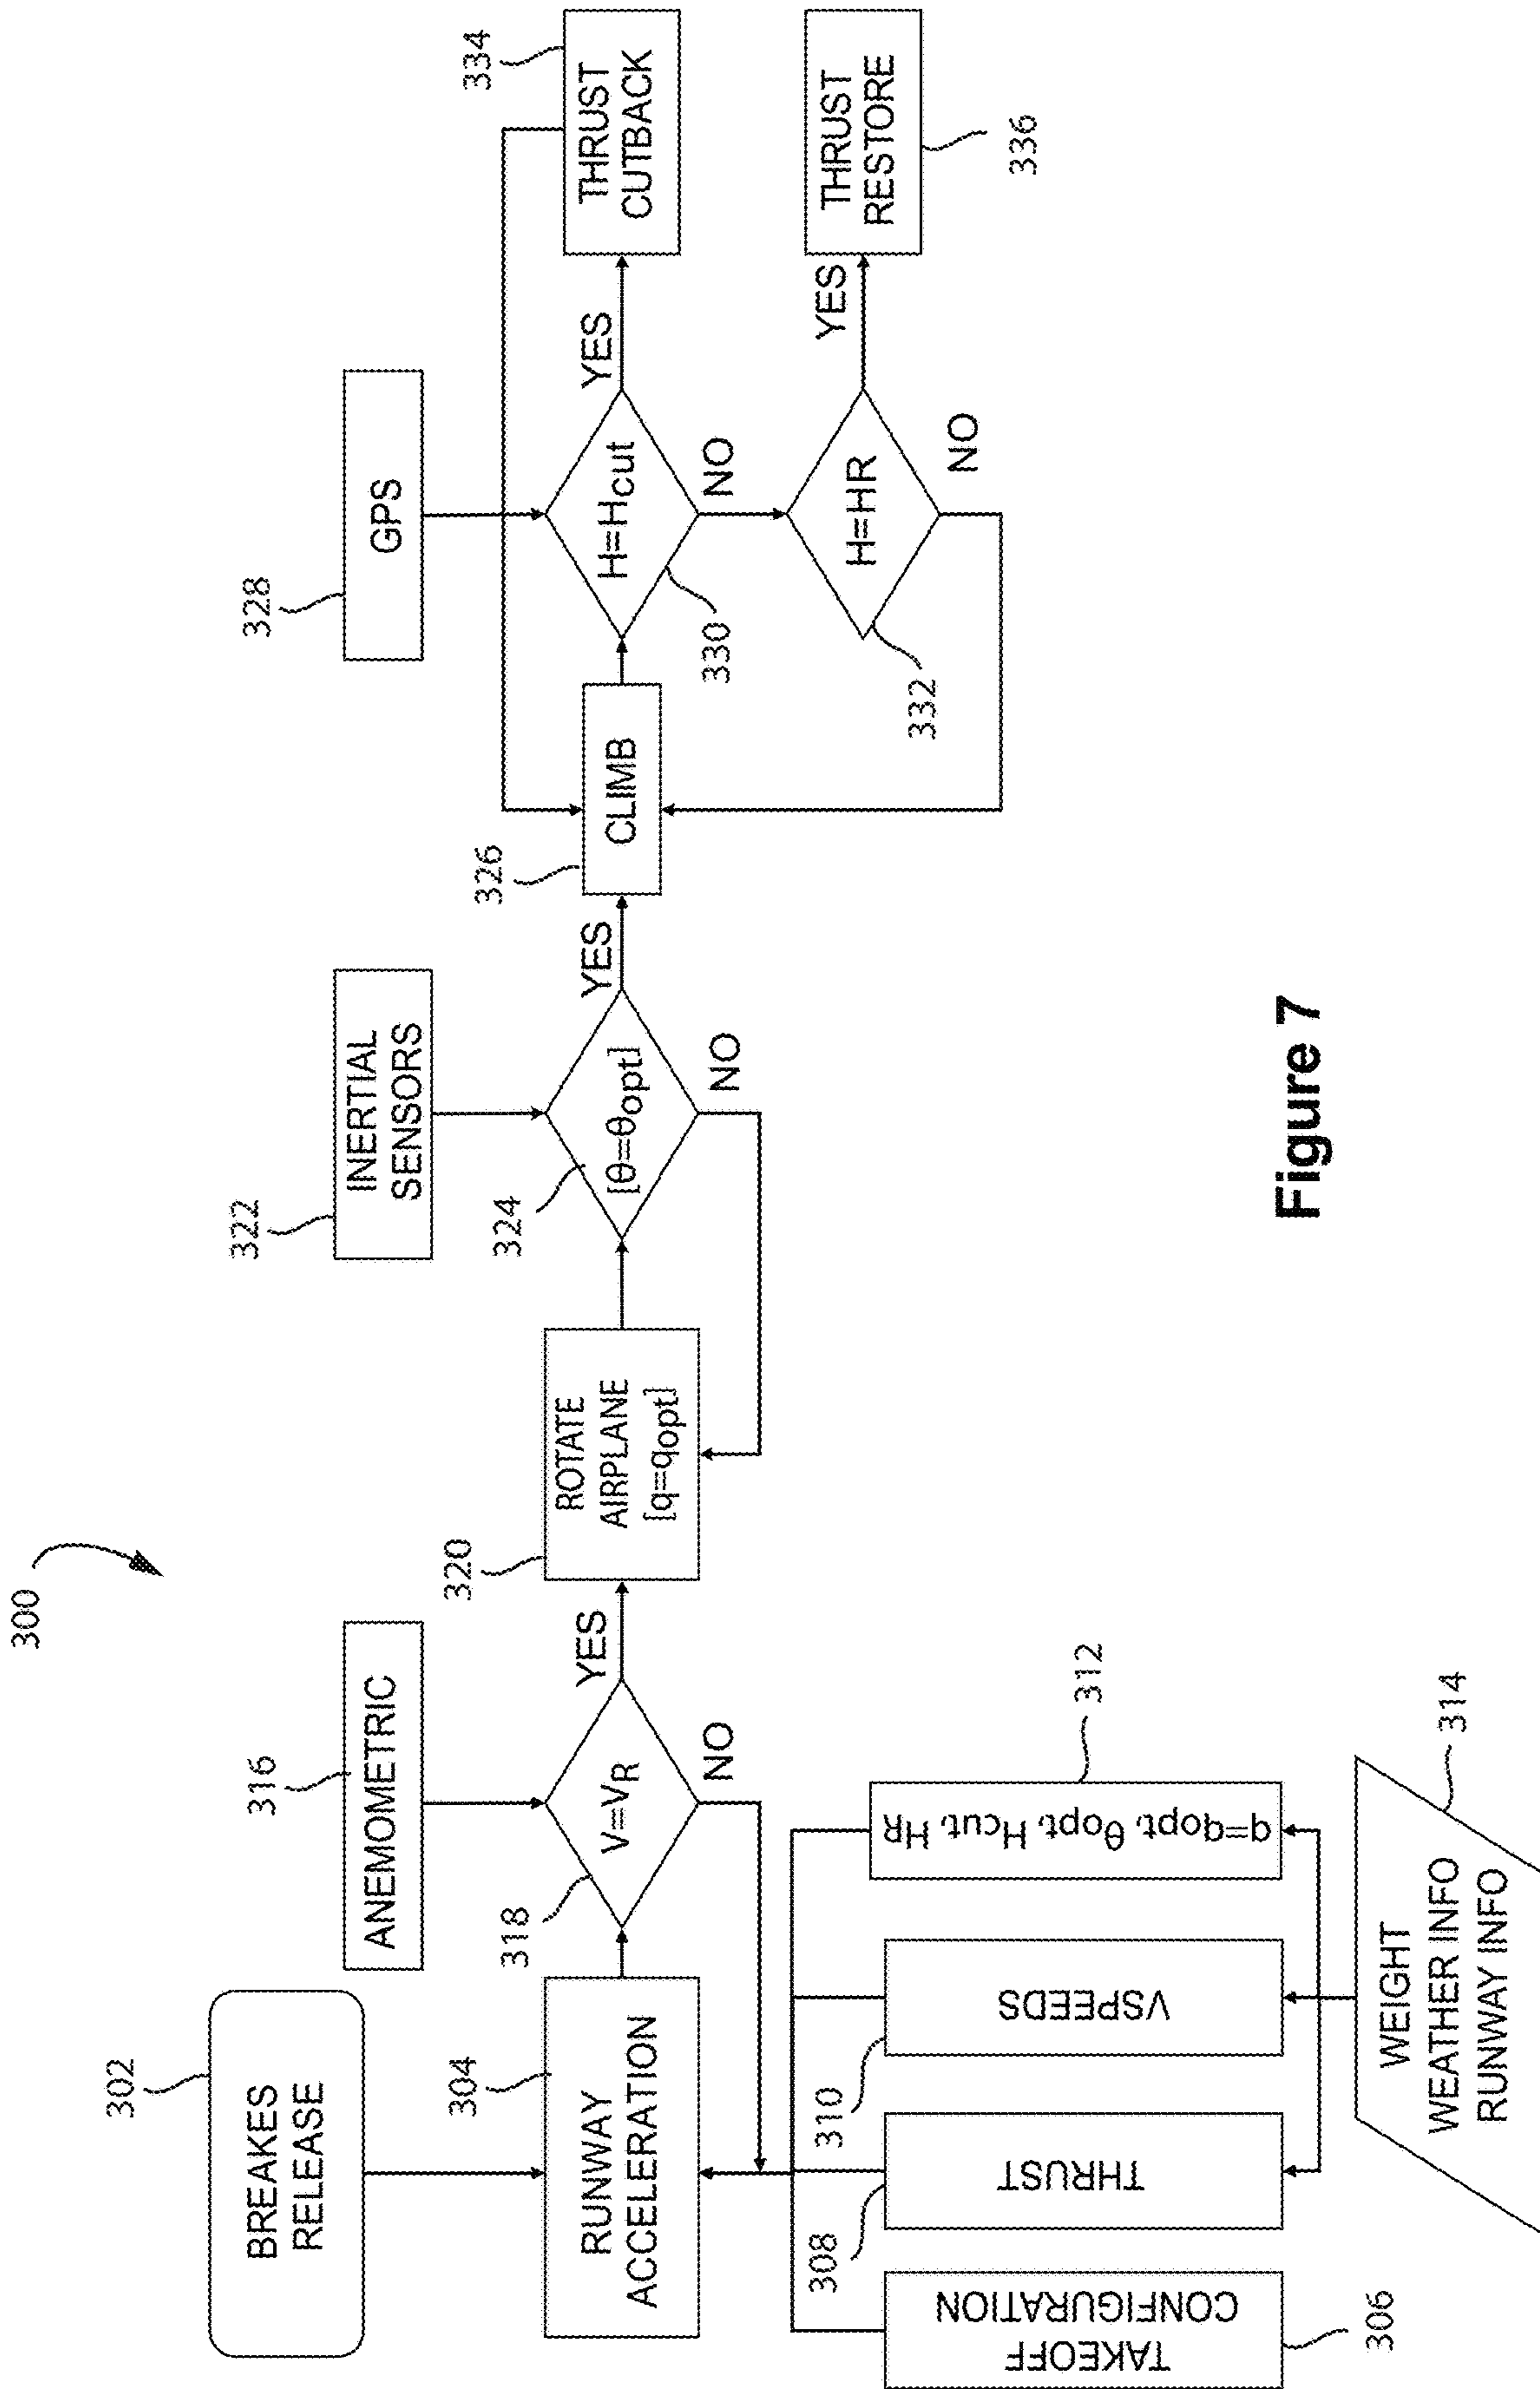 300
302
BREAKES
RELEASE
304
RUNWAY
ACCELERATION
316
ANEMOMETRIC
318
V=VR
YES
NO
320
ROTATE
AIRPLANE
[q=qopt]
322
INERTIAL
SENSORS
324
[θ=θopt]
YES
NO
326
CLIMB
328
GPS
330
H=Hcut
YES
NO
334
THRUST
CUTBACK
332
H=HR
YES
NO
336
THRUST
RESTORE
306
TAKEOFF
CONFIGURATION
308
THRUST
310
VSPEEDS
312
q=qopt, θopt, Hcut, HR
314
WEIGHT
WEATHER INFO
RUNWAY INFO
Figure 7